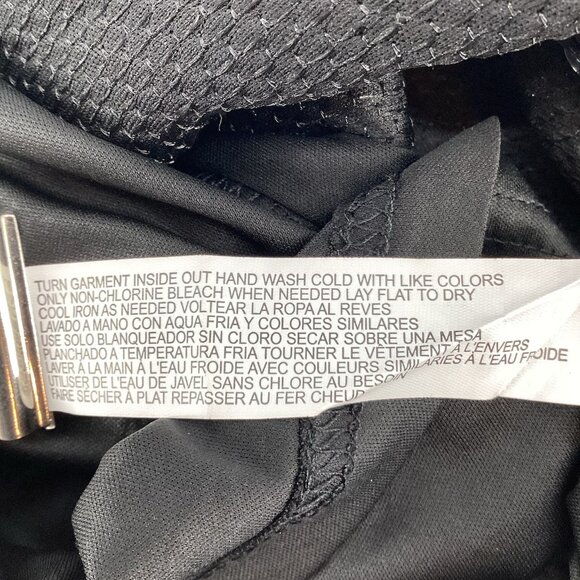 TURN GARMENT INSIDE OUT HAND WASH COLD WITH LIKE COLORS
ONLY NON-CHLORINE BLEACH WHEN NEEDED LAY FLAT TO DRY
COOL IRON AS NEEDED VOLTEAR LA ROPA AL REVES
LAVADO A MANO CON AQUA FRIA Y COLORES SIMILARES
USE SOLO BLANQUEADOR SIN CLORO SECAR SOBRE UNA MESA
PLANCHADO A TEMPERATURA FRIA TOURNER LE VÊTEMENT À L'ENVERS
LAVER À LA MAIN À L'EAU FROIDE AVEC COULEURS SIMILARIÉS À L'EAU FROIDE
UTILISER DE L'EAU DE JAVEL SANS CHLORE AU BESOIN
FAIRE SÉCHER À PLAT REPASSER AU FER CHEUD